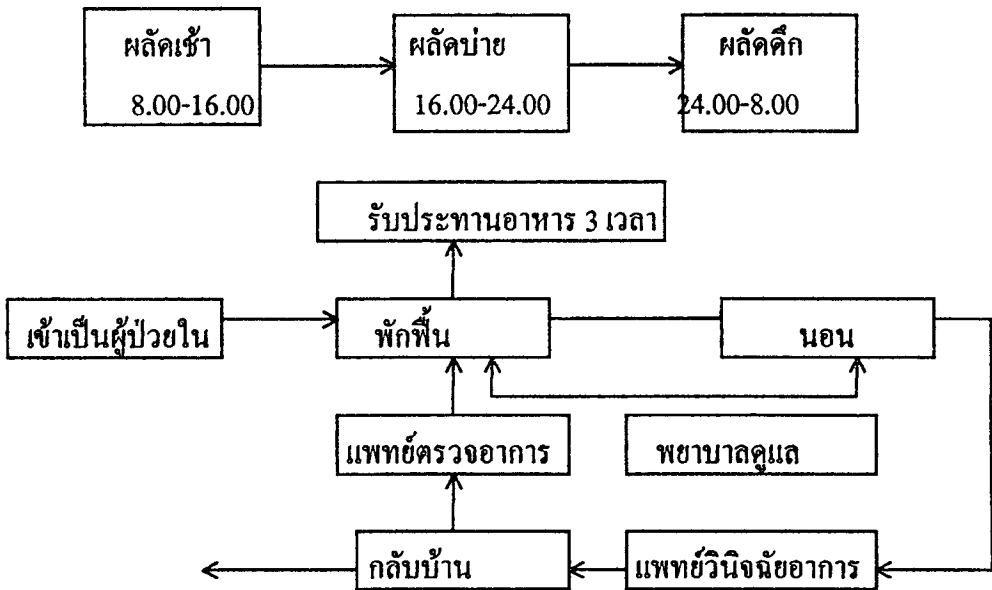 ผลัดเช้า
8.00-16.00
ผลัดบ่าย
16.00-24.00
ผลัดดึก
24.00-8.00
รับประทานอาหาร 3 เวลา
เข้าเป็นผู้ป่วยใน
พักฟื้น
นอน
แพทย์ตรวจอาการ
พยาบาลดูแล
กลับบ้าน
แพทย์วินิจฉัยอาการ